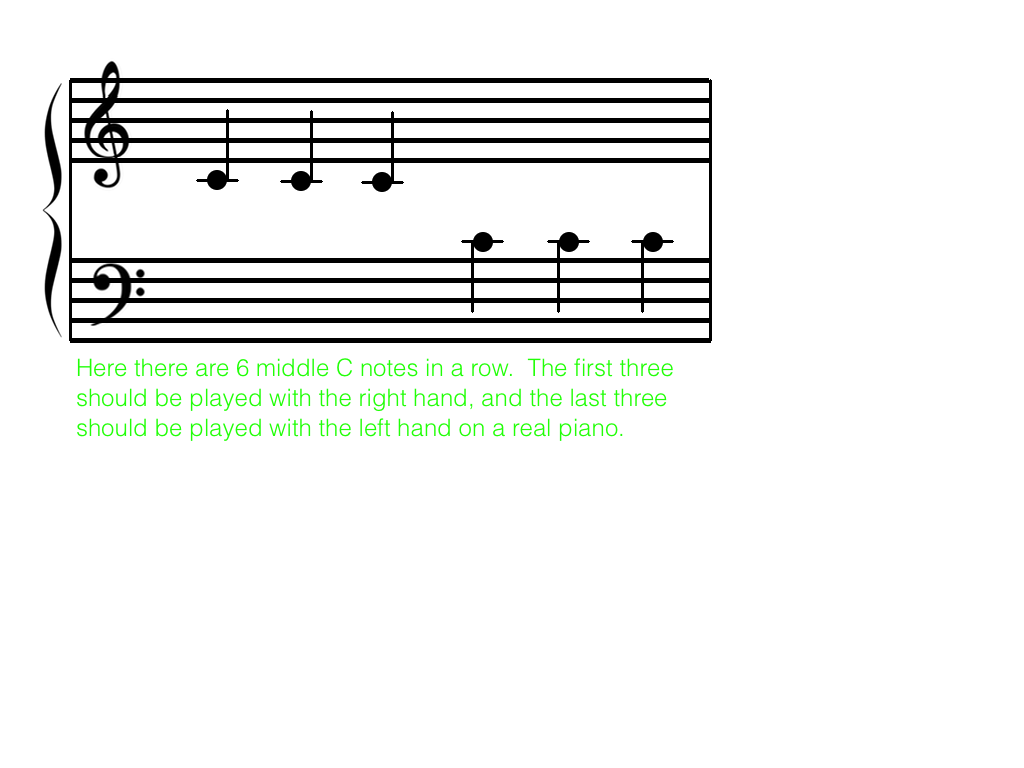 Here there are 6 middle C notes in a row.  The first three
should be played with the right hand, and the last three
should be played with the left hand on a real piano.